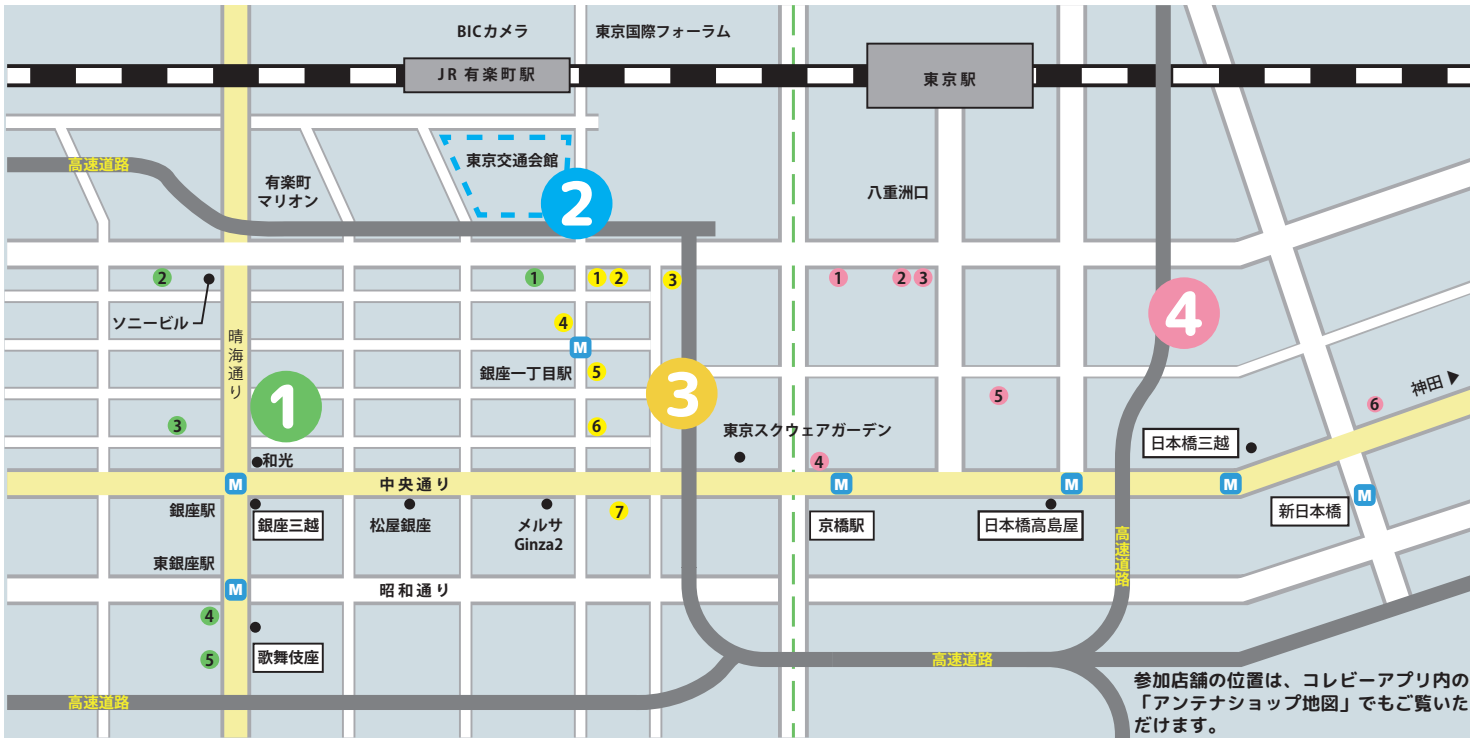 BICカメラ
東京国際フォーラム
JR 有楽町駅
東京駅
高速道路
東京交通会館
有楽町
マリオン
八重洲口
2
2
1
1
2
3
1
2
3
ソニービル
4
4
M
晴海通り
銀座一丁目駅
5
1
3
5
6
神田
3
6
東京スクウェアガーデン
日本橋三越
和光
4
M
中央通り
M
M
M
M
銀座駅
銀座三越
松屋銀座
メルサ
Ginza2
7
京橋駅
日本橋高島屋
新日本橋
高速道路
東銀座駅
M
昭和通り
4
歌舞伎座
5
高速道路
高速道路
参加店舗の位置は、コレビーアプリ内の
「アンテナショップ地図」でもご覧いた
だけます。